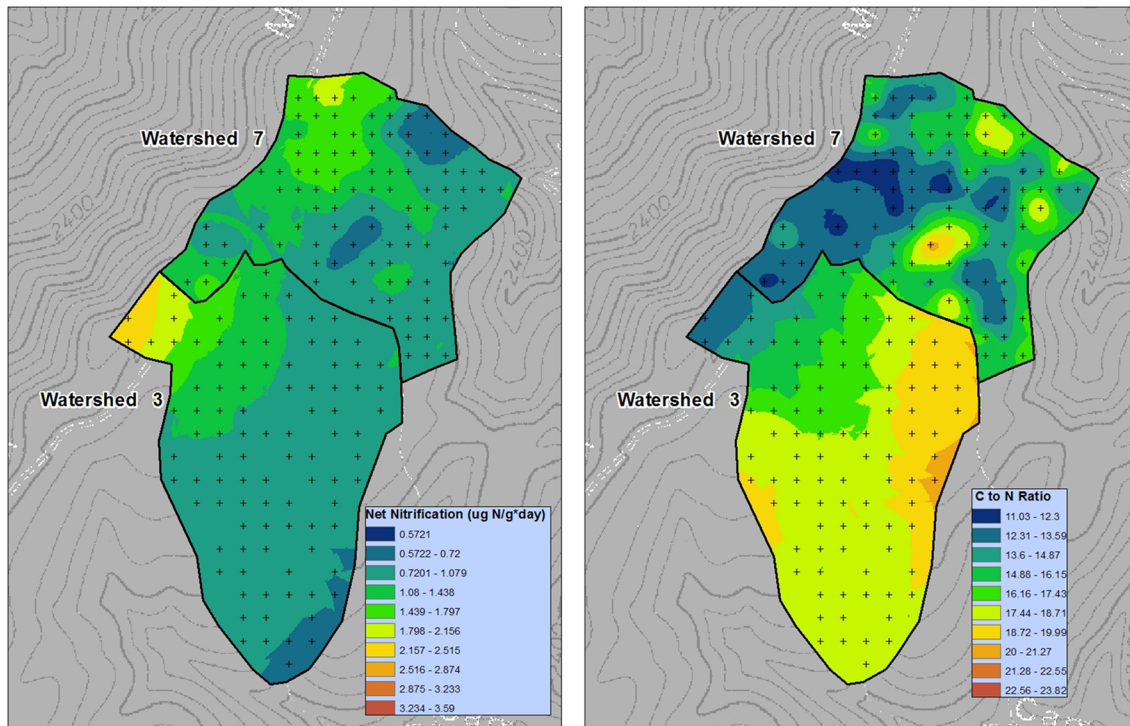 Watershed 7
2400
2400
Watershed 3
Net Nitrification (ug N/g*day)
0.5721
0.5722 - 0.72
0.7201 - 1.079
1.08 - 1.438
1.439 - 1.797
1.798 - 2.156
2.157 - 2.515
2.516 - 2.874
2.875 - 3.233
3.234 - 3.59
Watershed 7
2400
2400
Watershed 3
C to N Ratio
11.03 - 12.3
12.31 - 13.59
13.6 - 14.87
14.88 - 16.15
16.16 - 17.43
17.44 - 18.71
18.72 - 19.99
20 - 21.27
21.28 - 22.55
22.56 - 23.82